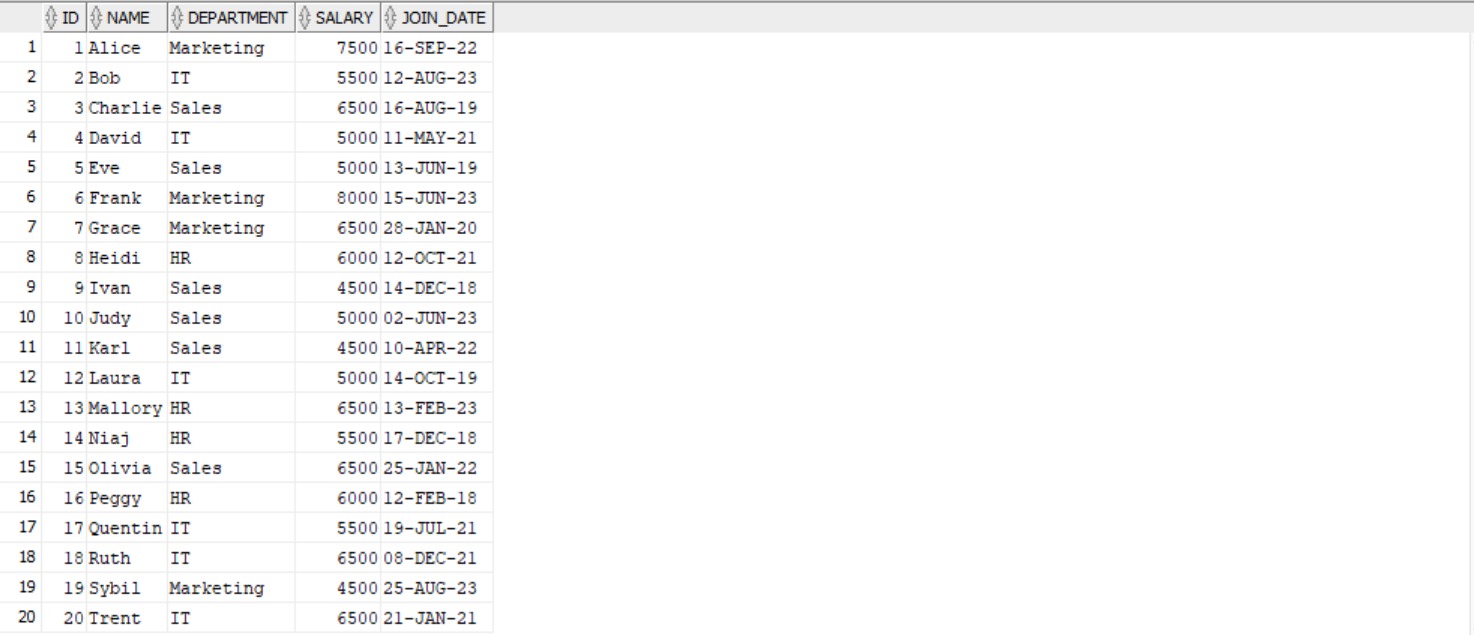 ID NAME DEPARTMENT SALARY JOIN_DATE
1 1 Alice Marketing 7500 16-SEP-22
2 2 Bob IT 5500 12-AUG-23
3 3 Charlie Sales 6500 16-AUG-19
4 4 David IT 5000 11-MAY-21
5 5 Eve Sales 5000 13-JUN-19
6 6 Frank Marketing 8000 15-JUN-23
7 7 Grace Marketing 6500 28-JAN-20
8 8 Heidi HR 6000 12-OCT-21
9 9 Ivan Sales 4500 14-DEC-18
10 10 Judy Sales 5000 02-JUN-23
11 11 Karl Sales 4500 10-APR-22
12 12 Laura IT 5000 14-OCT-19
13 13 Mallory HR 6500 13-FEB-23
14 14 Niaj HR 5500 17-DEC-18
15 15 Olivia Sales 6500 25-JAN-22
16 16 Peggy HR 6000 12-FEB-18
17 17 Quentin IT 5500 19-JUL-21
18 18 Ruth IT 6500 08-DEC-21
19 19 Sybil Marketing 4500 25-AUG-23
20 20 Trent IT 6500 21-JAN-21